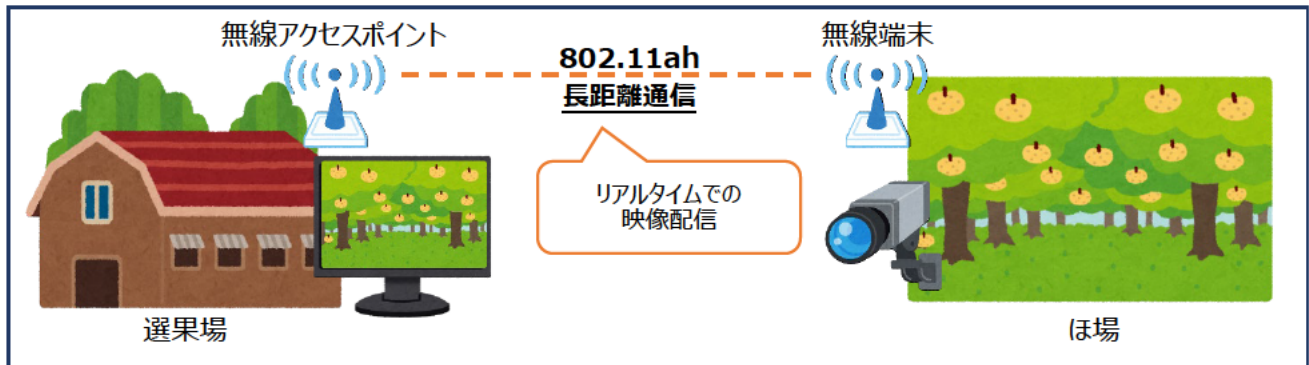 無線アクセスポイント
無線端末
802.11ah
長距離通信
リアルタイムでの
映像配信
選果場
ほ場